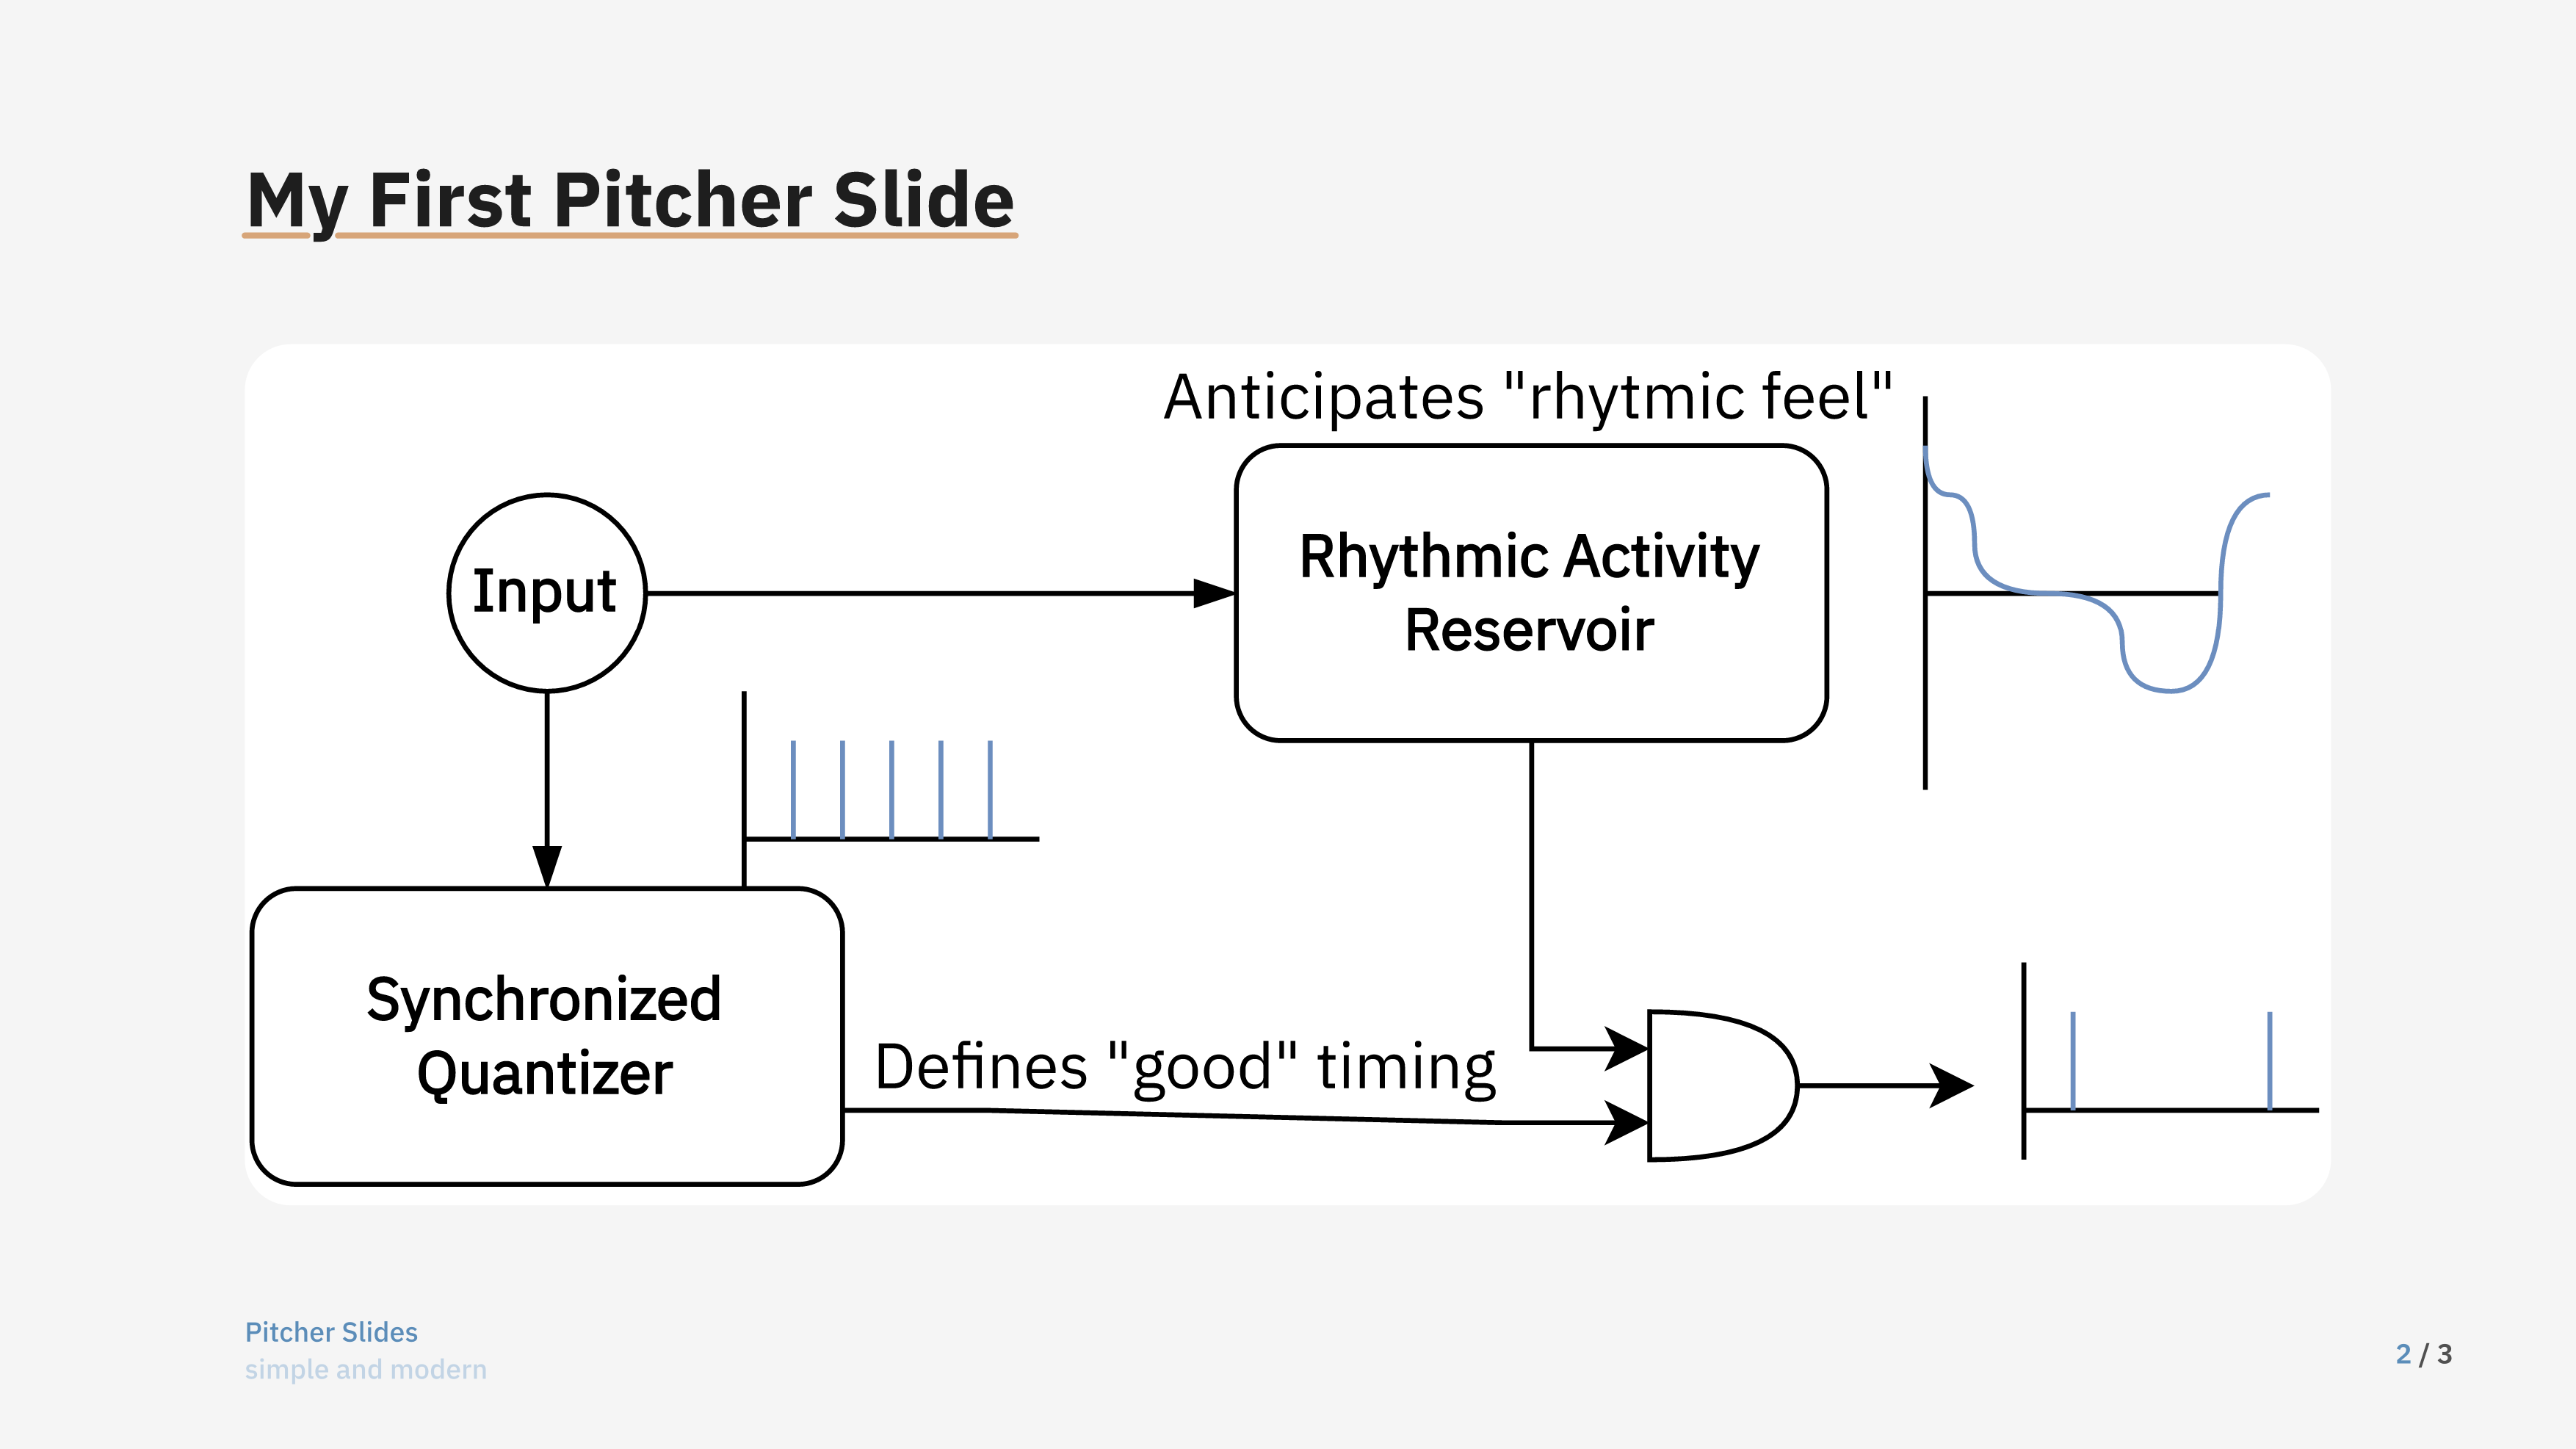 My First Pitcher Slide
Anticipates "rhytmic feel"
Input
Rhythmic Activity
Reservoir
Synchronized
Quantizer
Defines "good" timing
Pitcher Slides
simple and modern
2 / 3